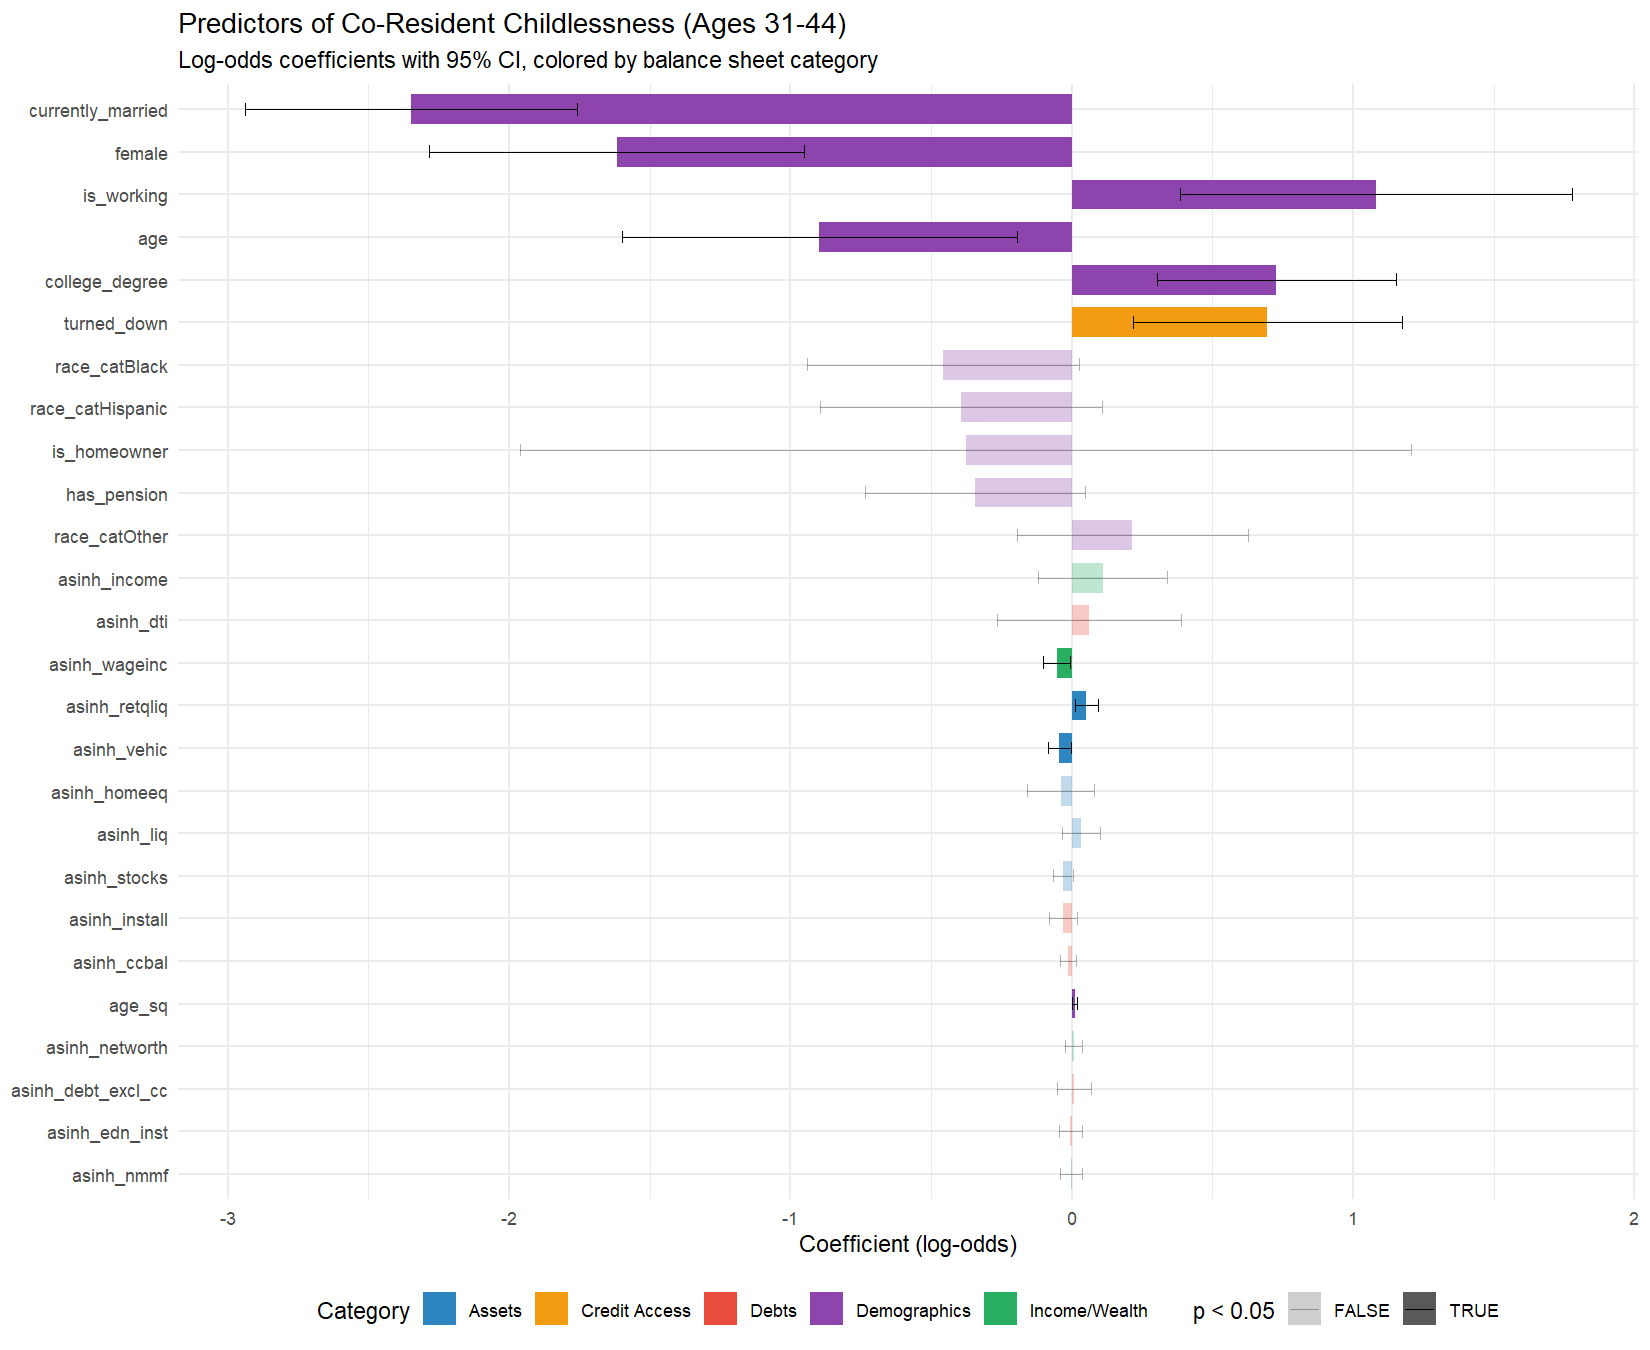 Predictors of Co-Resident Childlessness (Ages 31-44)
Log-odds coefficients with 95% CI, colored by balance sheet category
currently_married
female
is_working
age
college_degree
turned_down
race_catBlack
race_catHispanic
is_homeowner
has_pension
race_catOther
asinh_income
asinh_dti
asinh_wageinc
asinh_retqliq
asinh_vehic
asinh_homeeq
asinh_liq
asinh_stocks
asinh_install
asinh_ccbal
age_sq
asinh_networth
asinh_debt_excl_cc
asinh_edn_inst
asinh_nmmf
-3 -2 -1 0 1 2
Coefficient (log-odds)
Category Assets Credit Access Debts Demographics Income/Wealth p < 0.05 FALSE TRUE